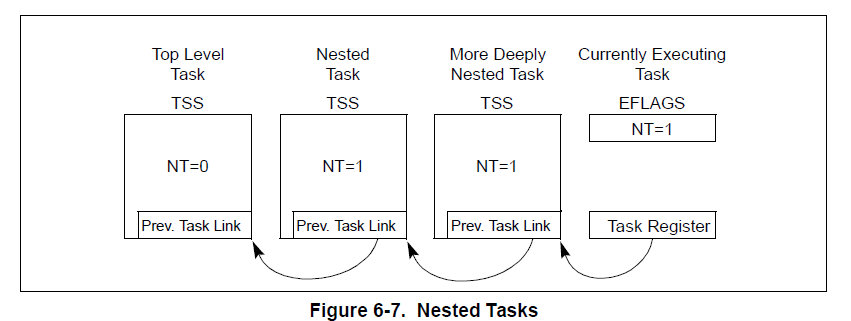 Top Level
Task
Nested
Task
More Deeply
Nested Task
Currently Executing
Task
TSS
TSS
TSS
EFLAGS
NT=1
NT=0
NT=1
NT=1
Prev. Task Link
Prev. Task Link
Prev. Task Link
Task Register
Figure 6-7. Nested Tasks